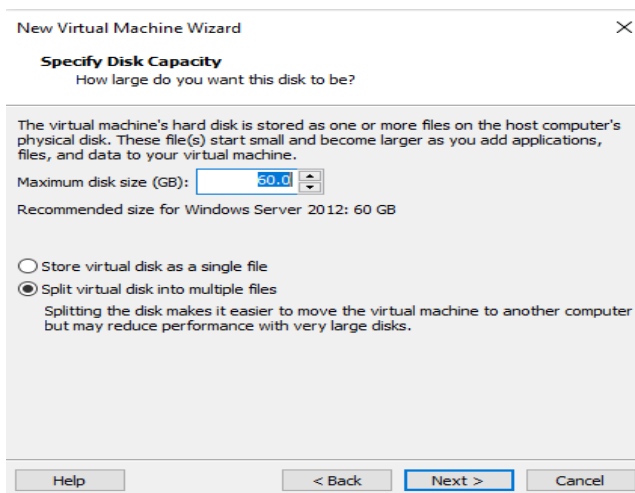 New Virtual Machine Wizard
Specify Disk Capacity
How large do you want this disk to be?
The virtual machine's hard disk is stored as one or more files on the host computer's
physical disk. These file(s) start small and become larger as you add applications,
files, and data to your virtual machine.
Maximum disk size (GB): 60.0
Recommended size for Windows Server 2012: 60 GB
Store virtual disk as a single file
Split virtual disk into multiple files
Splitting the disk makes it easier to move the virtual machine to another computer
but may reduce performance with very large disks.
Help < Back Next > Cancel